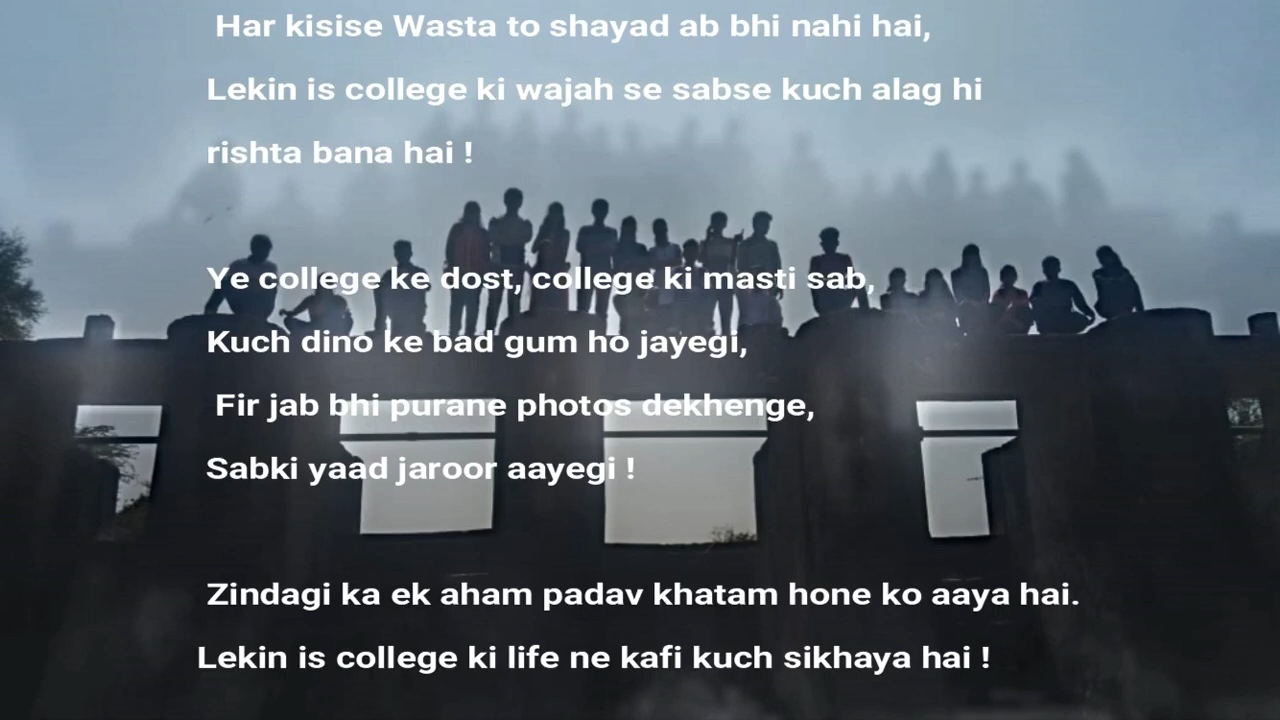 Har kisise Wasta to shayad ab bhi nahi hai,
Lekin is college ki wajah se sabse kuch alag hi
rishta bana hai !
Ye college ke dost, college ki masti sab,
Kuch dino ke bad gum ho jayegi,
Fir jab bhi purane photos dekhenge,
Sabki yaad jaroor aayegi !
Zindagi ka ek aham padav khatam hone ko aaya hai.
Lekin is college ki life ne kafi kuch sikhaya hai !